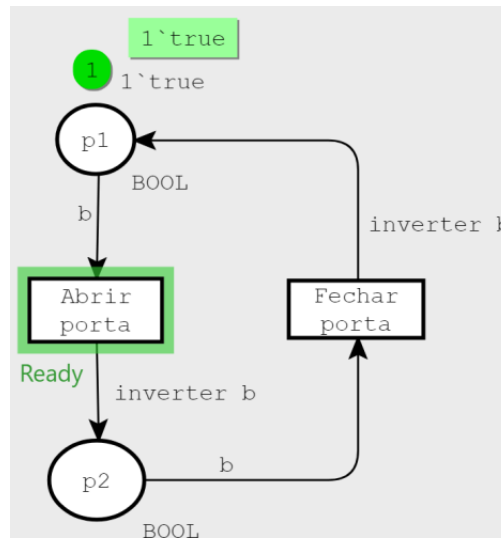 1`true
1
1`true
p1
BOOL
b
inverter b
Abrir
porta
Fechar
porta
Ready
inverter b
b
p2
BOOL